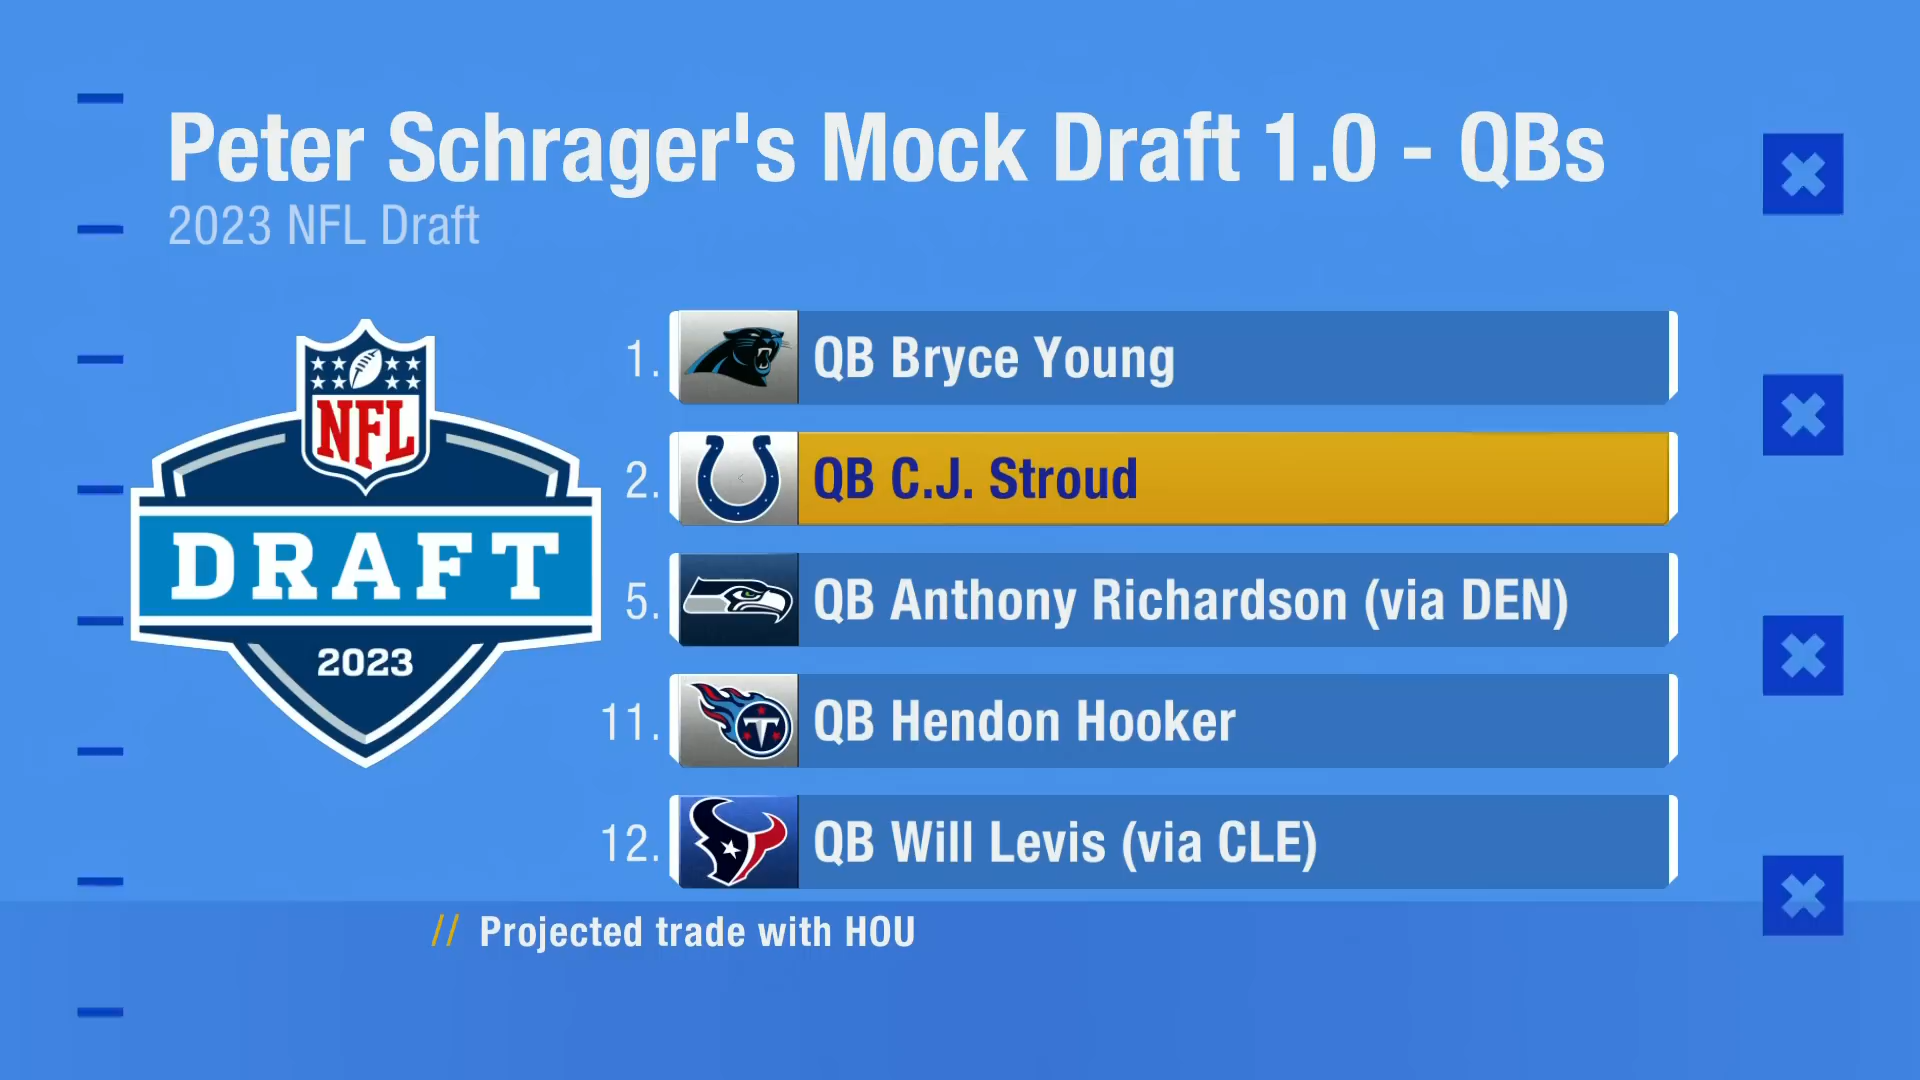 Peter Schrager's Mock Draft 1.0 - QBs
2023 NFL Draft
NFL
DRAFT
2023
1. QB Bryce Young
2. QB C.J. Stroud
5. QB Anthony Richardson (via DEN)
11. QB Hendon Hooker
12. QB Will Levis (via CLE)
// Projected trade with HOU